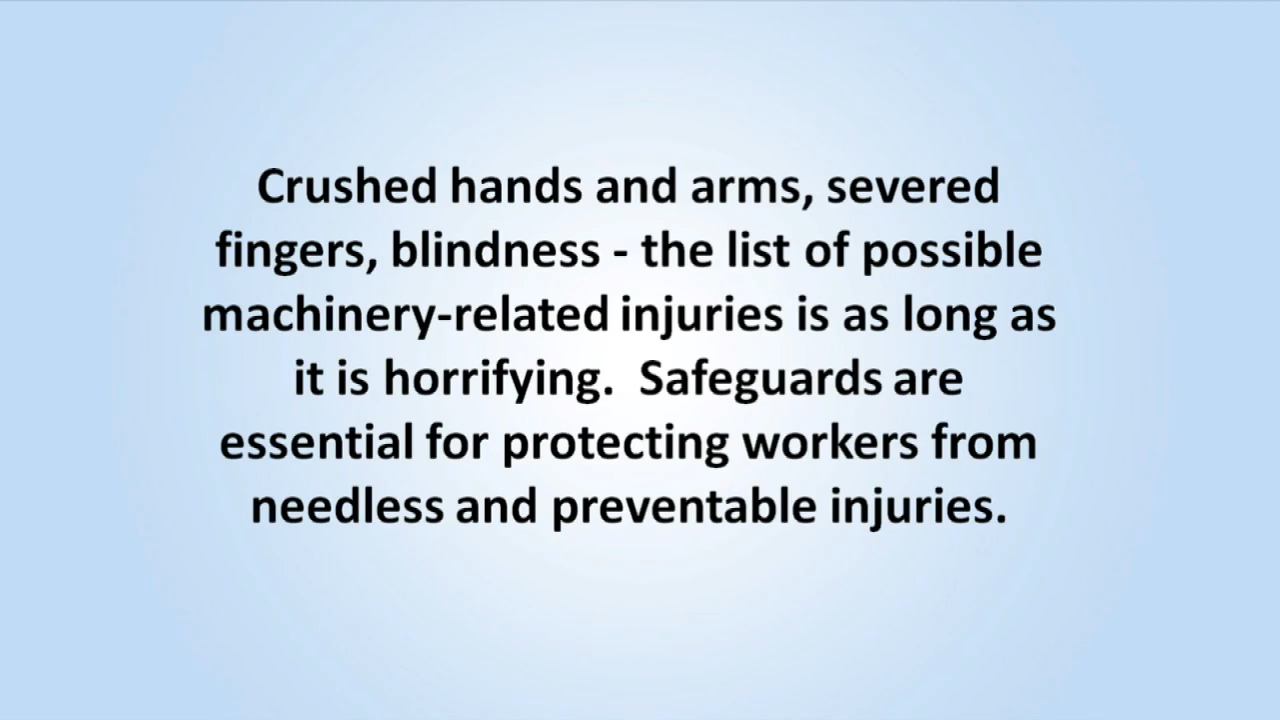 Crushed hands and arms, severed
fingers, blindness - the list of possible
machinery-related injuries is as long as
it is horrifying.  Safeguards are
essential for protecting workers from
needless and preventable injuries.